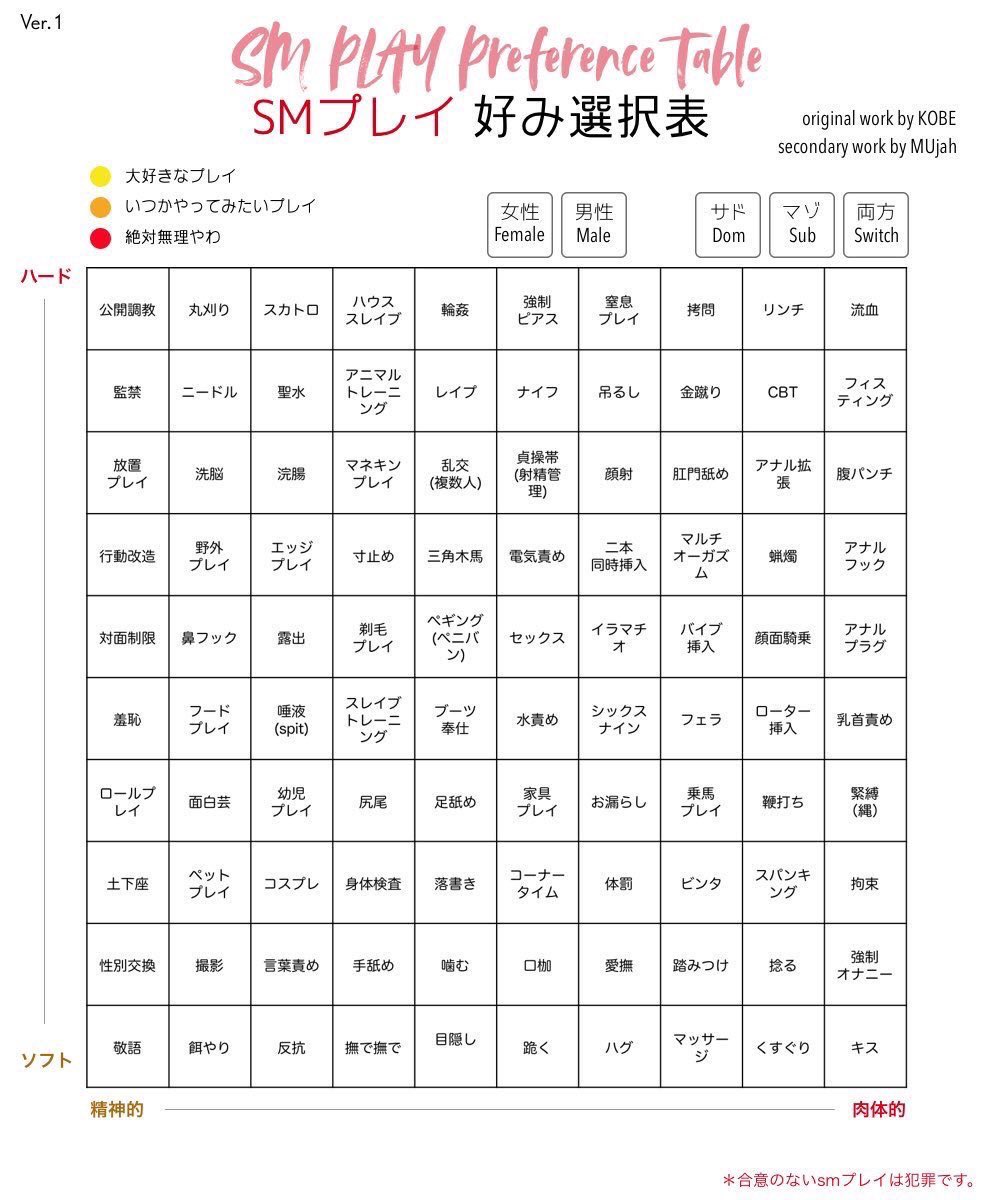 Ver.1
SM PLAY Preference Table
SMプレイ 好み選択表
original work by KOBE
secondary work by MUjah
大好きなプレイ
いつかやってみたいプレイ
絶対無理やわ
女性 男性 サド マゾ 両方
Female Male Dom Sub Switch
ハード
公開調教
丸刈り
スカトロ
ハウス
スレイブ
輪姦
強制
ピアス
窒息
プレイ
拷問
リンチ
流血
監禁
ニードル
聖水
アニマル
トレーニ
ング
レイプ
ナイフ
吊るし
金蹴り
CBT
フィス
ティング
放置
プレイ
洗脳
浣腸
マネキン
プレイ
乱交
(複数人)
貞操帯
(射精管
理)
顔射
肛門舐め
アナル拡
張
腹パンチ
行動改造
野外
プレイ
エッジ
プレイ
寸止め
三角木馬
電気責め
二本
同時挿入
マルチ
オーガズ
ム
蝋燭
アナル
フック
対面制限
鼻フック
露出
剃毛
プレイ
ペギング
(ペニバ
ン)
セックス
イラマチ
オ
バイブ
挿入
顔面騎乗
アナル
プラグ
羞恥
フード
プレイ
唾液
(spit)
スレイブ
トレーニ
ング
ブーツ
奉仕
水責め
シックス
ナイン
フェラ
ローター
挿入
乳首責め
ロールプ
レイ
面白芸
幼児
プレイ
尻尾
足舐め
家具
プレイ
お漏らし
乗馬
プレイ
鞭打ち
緊縛
（縄）
土下座
ペット
プレイ
コスプレ
身体検査
落書き
コーナー
タイム
体罰
ビンタ
スパンキ
ング
拘束
性別交換
撮影
言葉責め
手舐め
噛む
口枷
愛撫
踏みつけ
捻る
強制
オナニー
敬語
餌やり
反抗
撫で撫で
目隠し
跪く
ハグ
マッサー
ジ
くすぐり
キス
ソフト
精神的
肉体的
＊合意のないsmプレイは犯罪です。